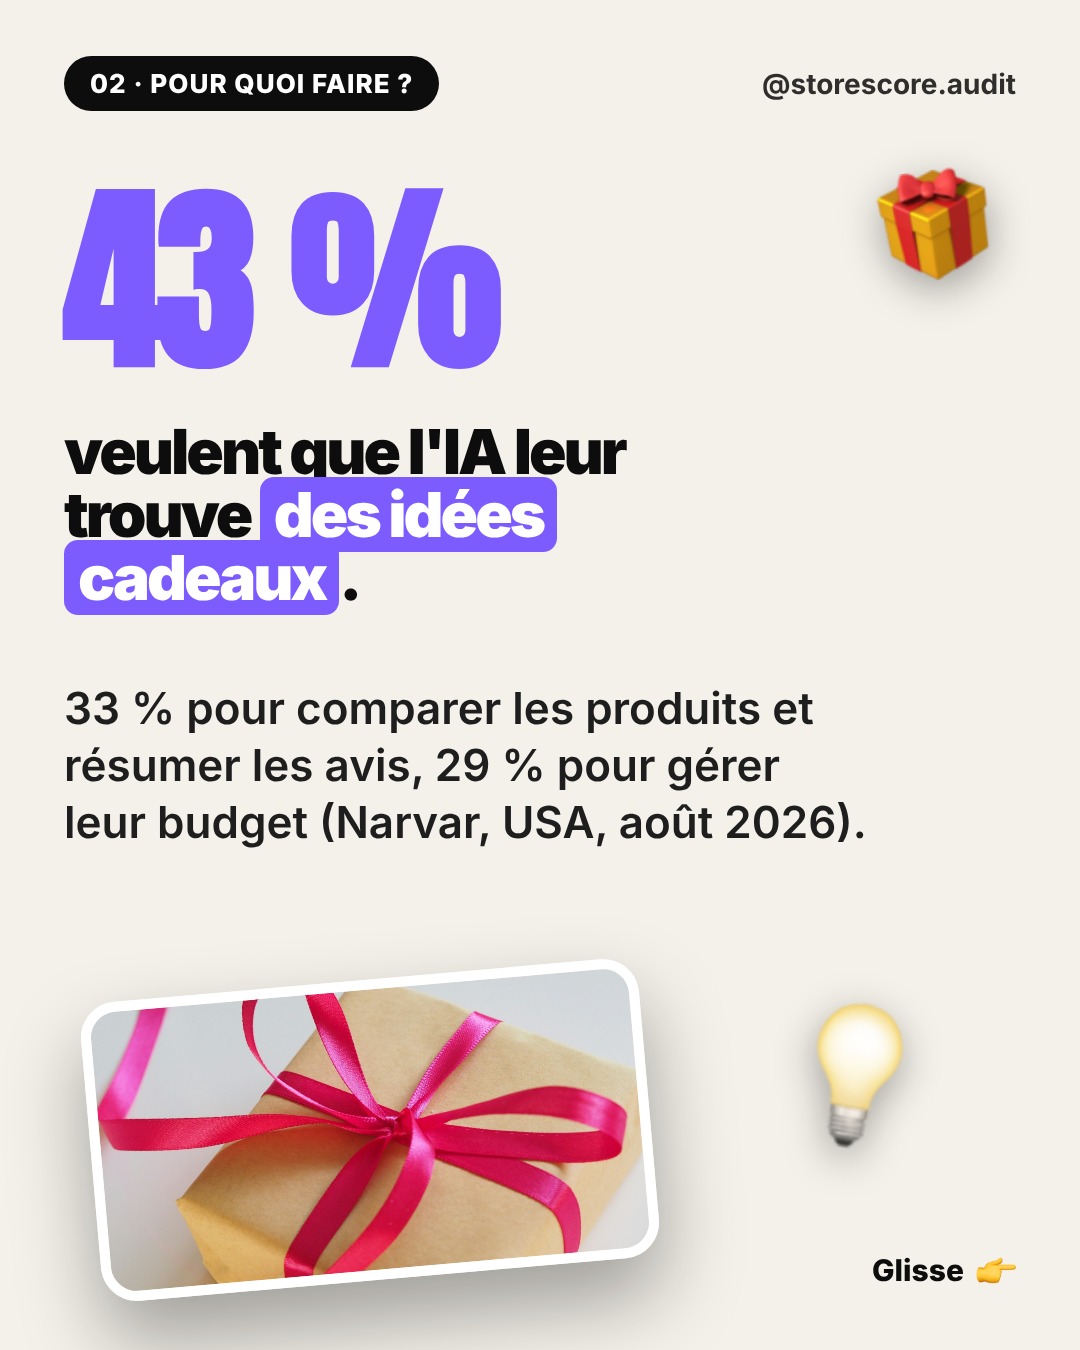 02 · POUR QUOI FAIRE ?
@storescore.audit
43 %
veulent que l'IA leur
trouve des idées
cadeaux.
33 % pour comparer les produits et
résumer les avis, 29 % pour gérer
leur budget (Narvar, USA, août 2026).
Glisse 👉